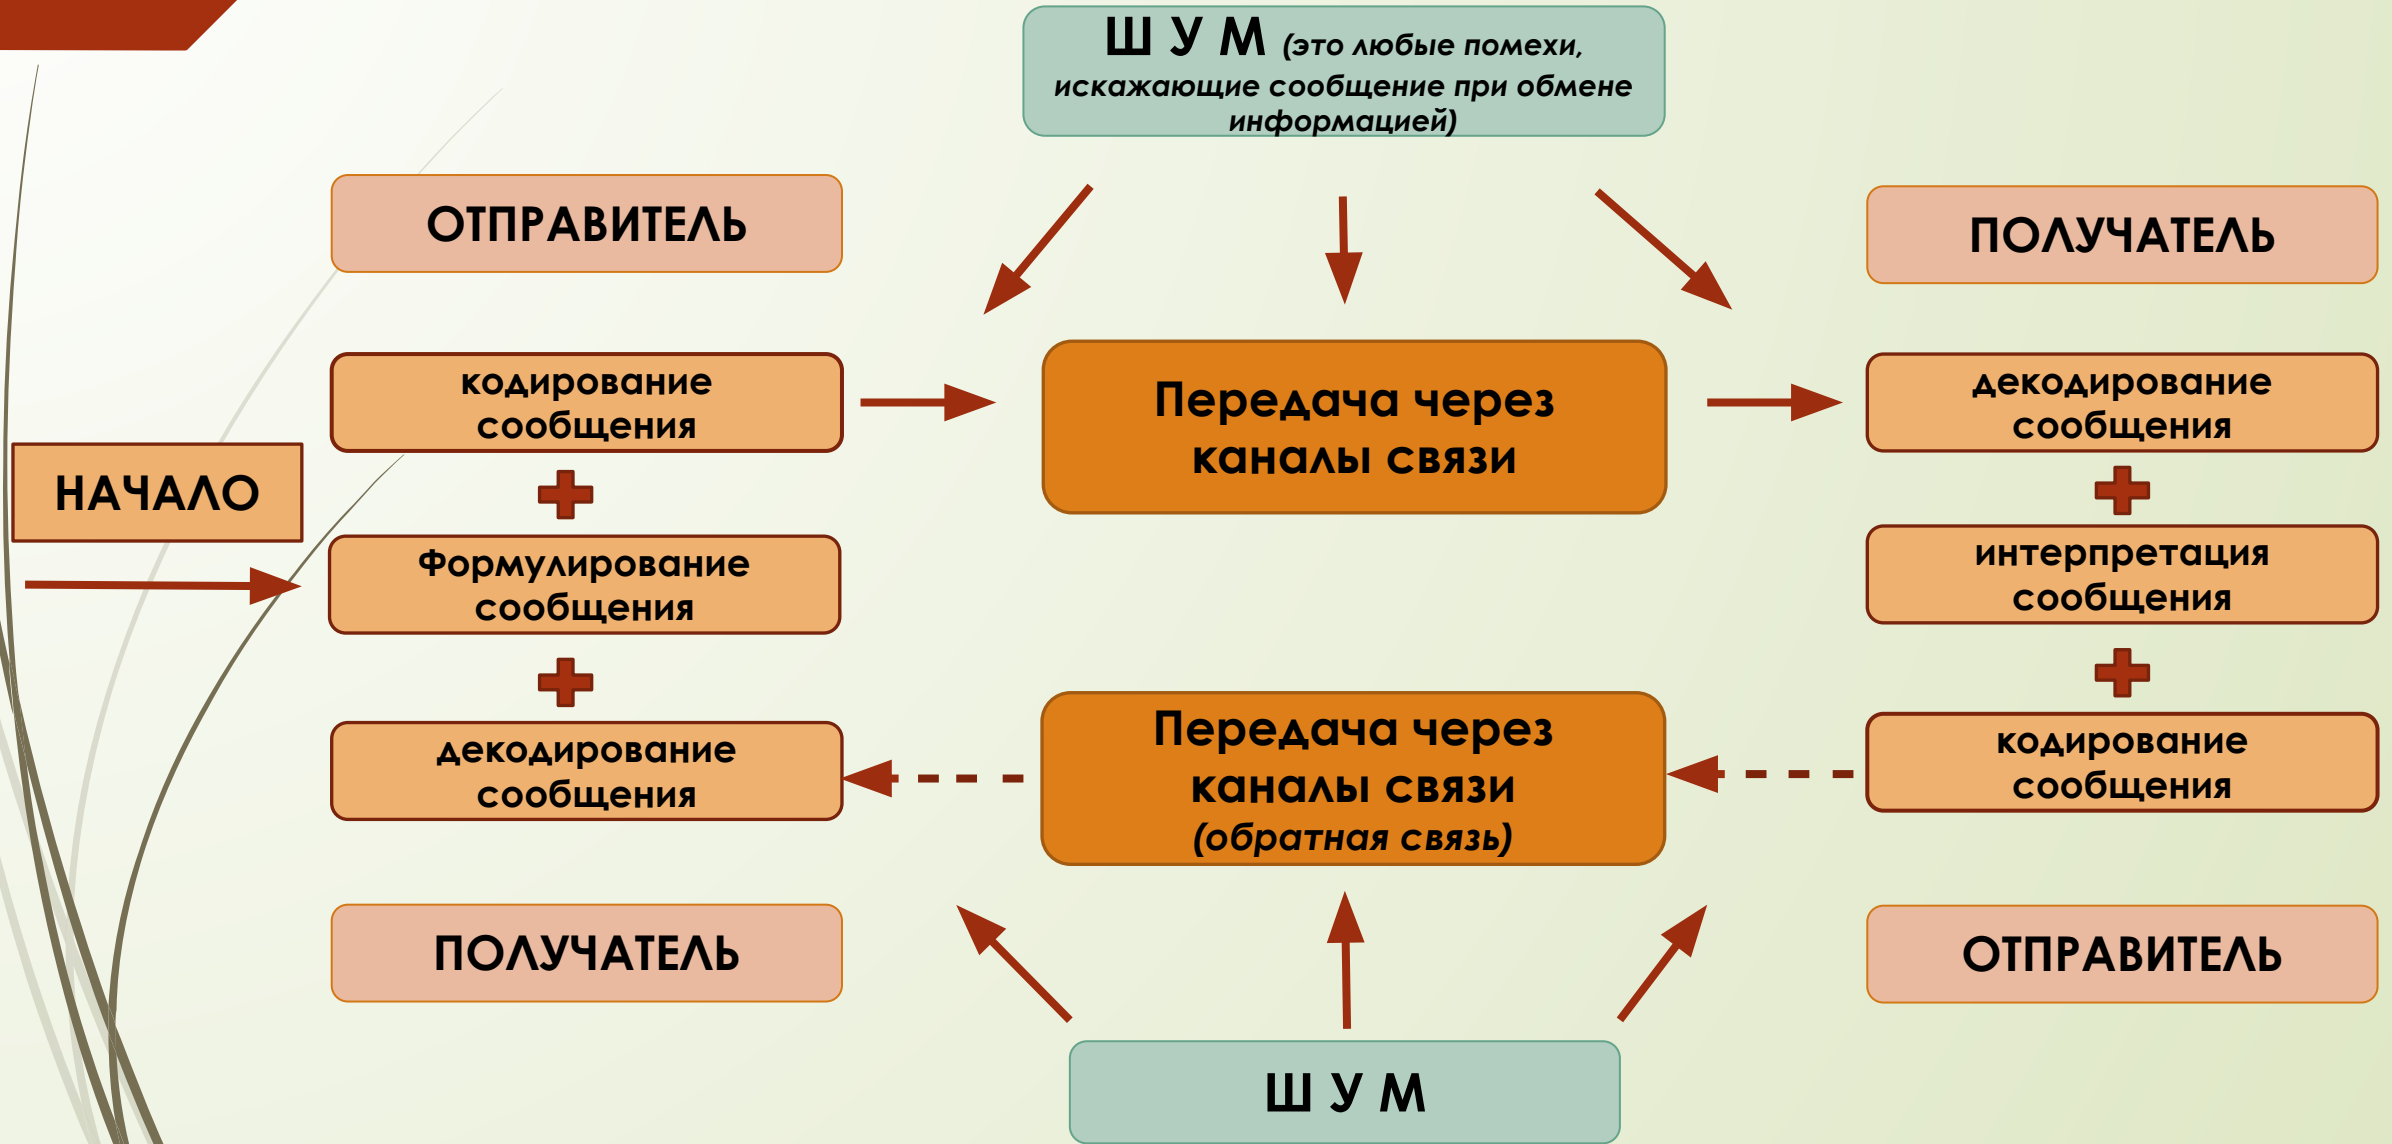 Ш У М (это любые помехи,
искажающие сообщение при обмене
информацией)
ОТПРАВИТЕЛЬ
ПОЛУЧАТЕЛЬ
кодирование
сообщения
Передача через
каналы связи
декодирование
сообщения
НАЧАЛО
Формулирование
сообщения
интерпретация
сообщения
декодирование
сообщения
Передача через
каналы связи
(обратная связь)
кодирование
сообщения
ПОЛУЧАТЕЛЬ
ОТПРАВИТЕЛЬ
Ш У М